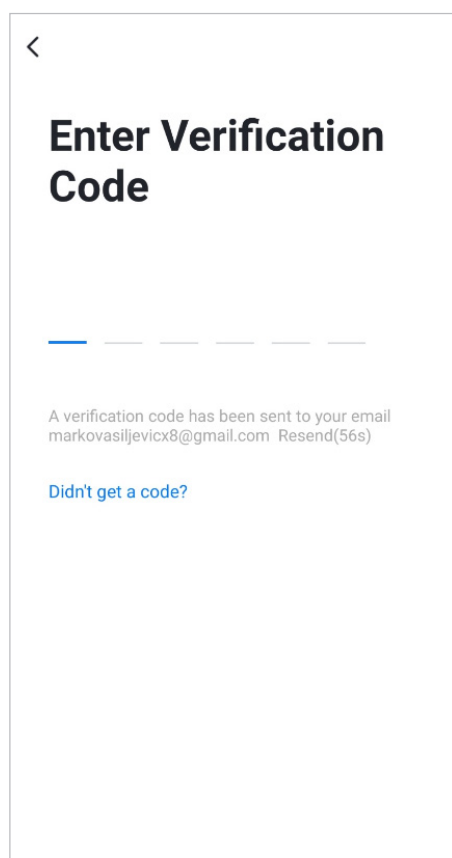 Enter Verification
Code
A verification code has been sent to your email
markovasiljevicx8@gmail.com Resend(56s)
Didn't get a code?